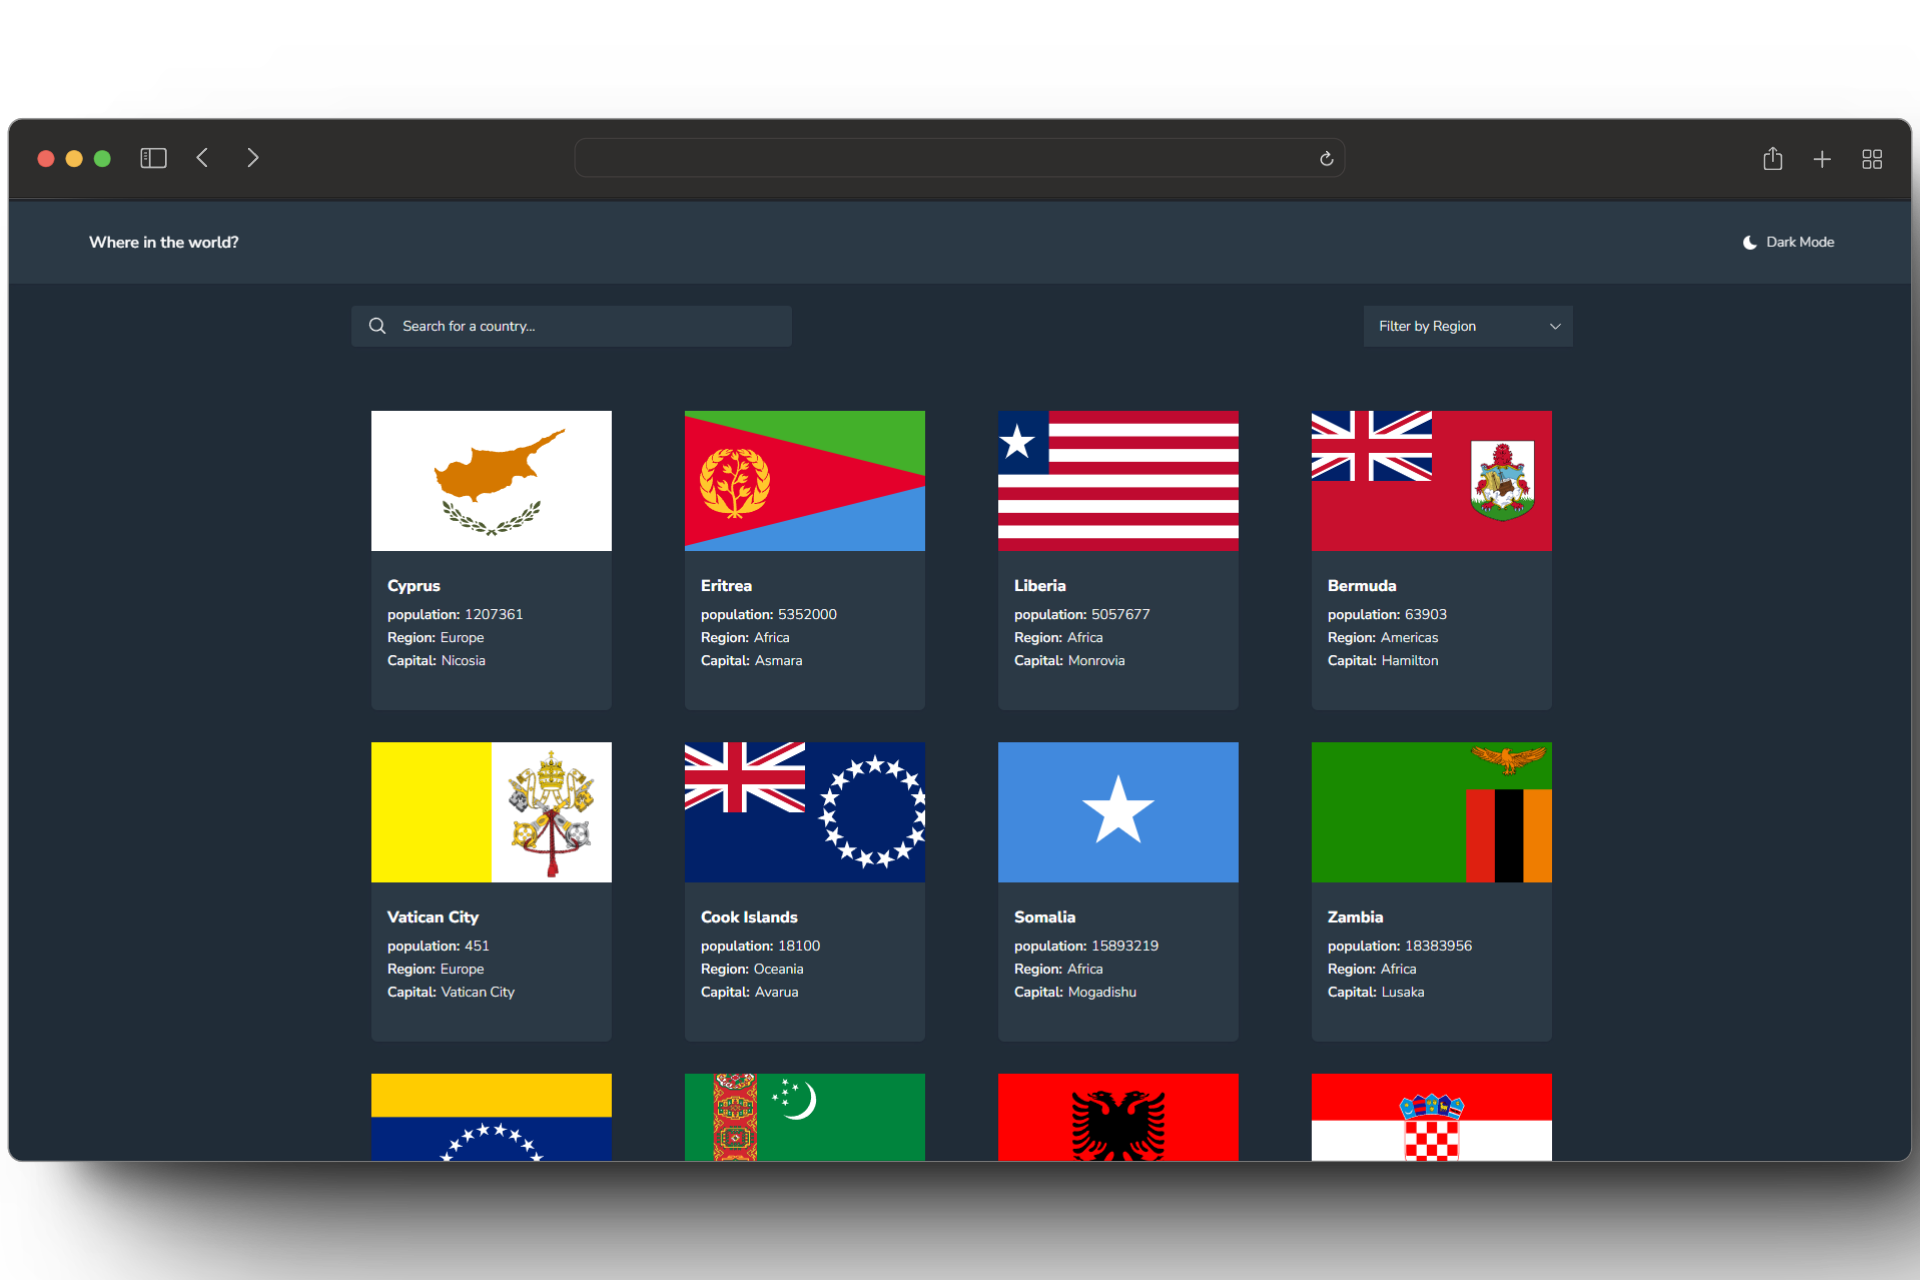 Where in the world?
Dark Mode
Search for a country...
Filter by Region
Cyprus
population: 1207361
Region: Europe
Capital: Nicosia
Eritrea
population: 5352000
Region: Africa
Capital: Asmara
Liberia
population: 5057677
Region: Africa
Capital: Monrovia
Bermuda
population: 63903
Region: Americas
Capital: Hamilton
Vatican City
population: 451
Region: Europe
Capital: Vatican City
Cook Islands
population: 18100
Region: Oceania
Capital: Avarua
Somalia
population: 15893219
Region: Africa
Capital: Mogadishu
Zambia
population: 18383956
Region: Africa
Capital: Lusaka